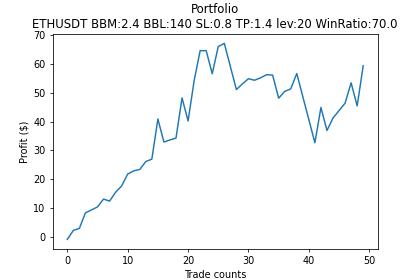 Portfolio
ETHUSDT BBM:2.4 BBL:140 SL:0.8 TP:1.4 lev:20 WinRatio:70.0
70
60
50
40
30
20
10
0
Profit ($)
0 10 20 30 40 50
Trade counts